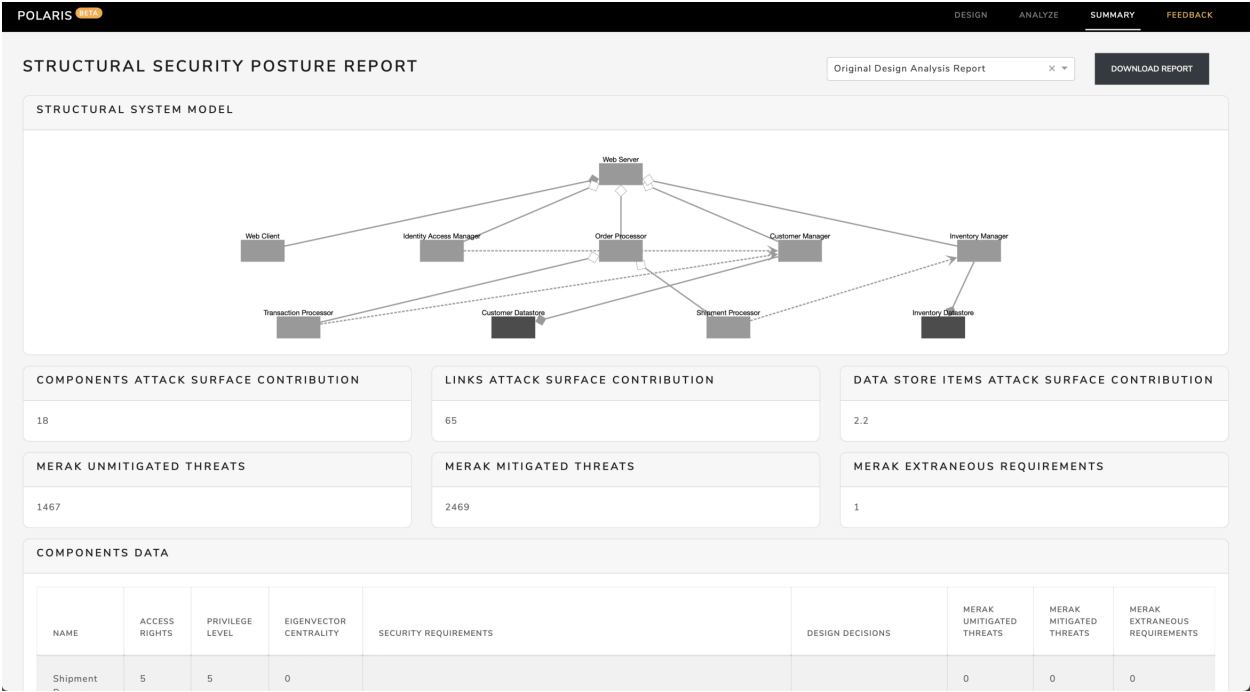 POLARIS BETA
DESIGN ANALYZE SUMMARY FEEDBACK
STRUCTURAL SECURITY POSTURE REPORT
Original Design Analysis Report
DOWNLOAD REPORT
STRUCTURAL SYSTEM MODEL
Web Server
Web Client
Identity Access Manager
Order Processor
Customer Manager
Inventory Manager
Transaction Processor
Customer Datastore
Shipment Processor
Inventory Datastore
COMPONENTS ATTACK SURFACE CONTRIBUTION
18
LINKS ATTACK SURFACE CONTRIBUTION
65
DATA STORE ITEMS ATTACK SURFACE CONTRIBUTION
2.2
MERAK UNMITIGATED THREATS
1467
MERAK MITIGATED THREATS
2469
MERAK EXTRANEOUS REQUIREMENTS
1
COMPONENTS DATA
NAME
ACCESS
RIGHTS
PRIVILEGE
LEVEL
EIGENVECTOR
CENTRALITY
SECURITY REQUIREMENTS
DESIGN DECISIONS
MERAK
UMITIGATED
THREATS
MERAK
MITIGATED
THREATS
MERAK
EXTRANEOUS
REQUIREMENTS
Shipment 5 5 0 0 0 0